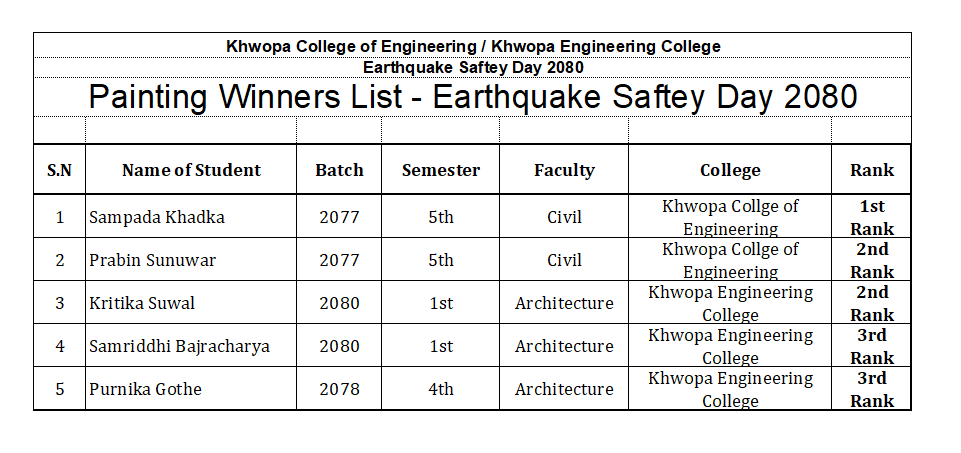 Khwopa College of Engineering / Khwopa Engineering College
Earthquake Saftey Day 2080
Painting Winners List - Earthquake Saftey Day 2080
S.N Name of Student Batch Semester Faculty College Rank
1 Sampada Khadka 2077 5th Civil Khwopa Collge of Engineering 1st Rank
2 Prabin Sunuwar 2077 5th Civil Khwopa Collge of Engineering 2nd Rank
3 Kritika Suwal 2080 1st Architecture Khwopa Engineering College 2nd Rank
4 Samriddhi Bajracharya 2080 1st Architecture Khwopa Engineering College 3rd Rank
5 Purnika Gothe 2078 4th Architecture Khwopa Engineering College 3rd Rank